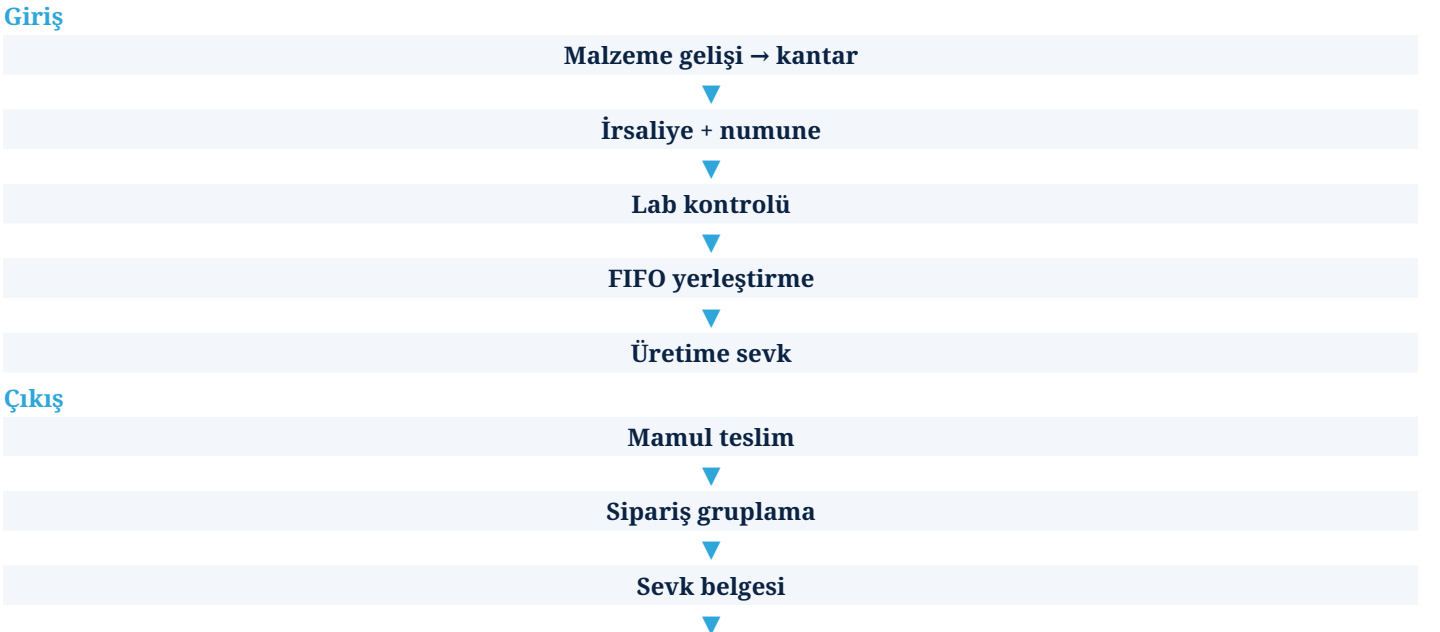 Giriş
Malzeme gelişi → kantar
İrsaliye + numune
Lab kontrolü
FIFO yerleştirme
Üretime sevk
Çıkış
Mamul teslim
Sipariş gruplama
Sevk belgesi